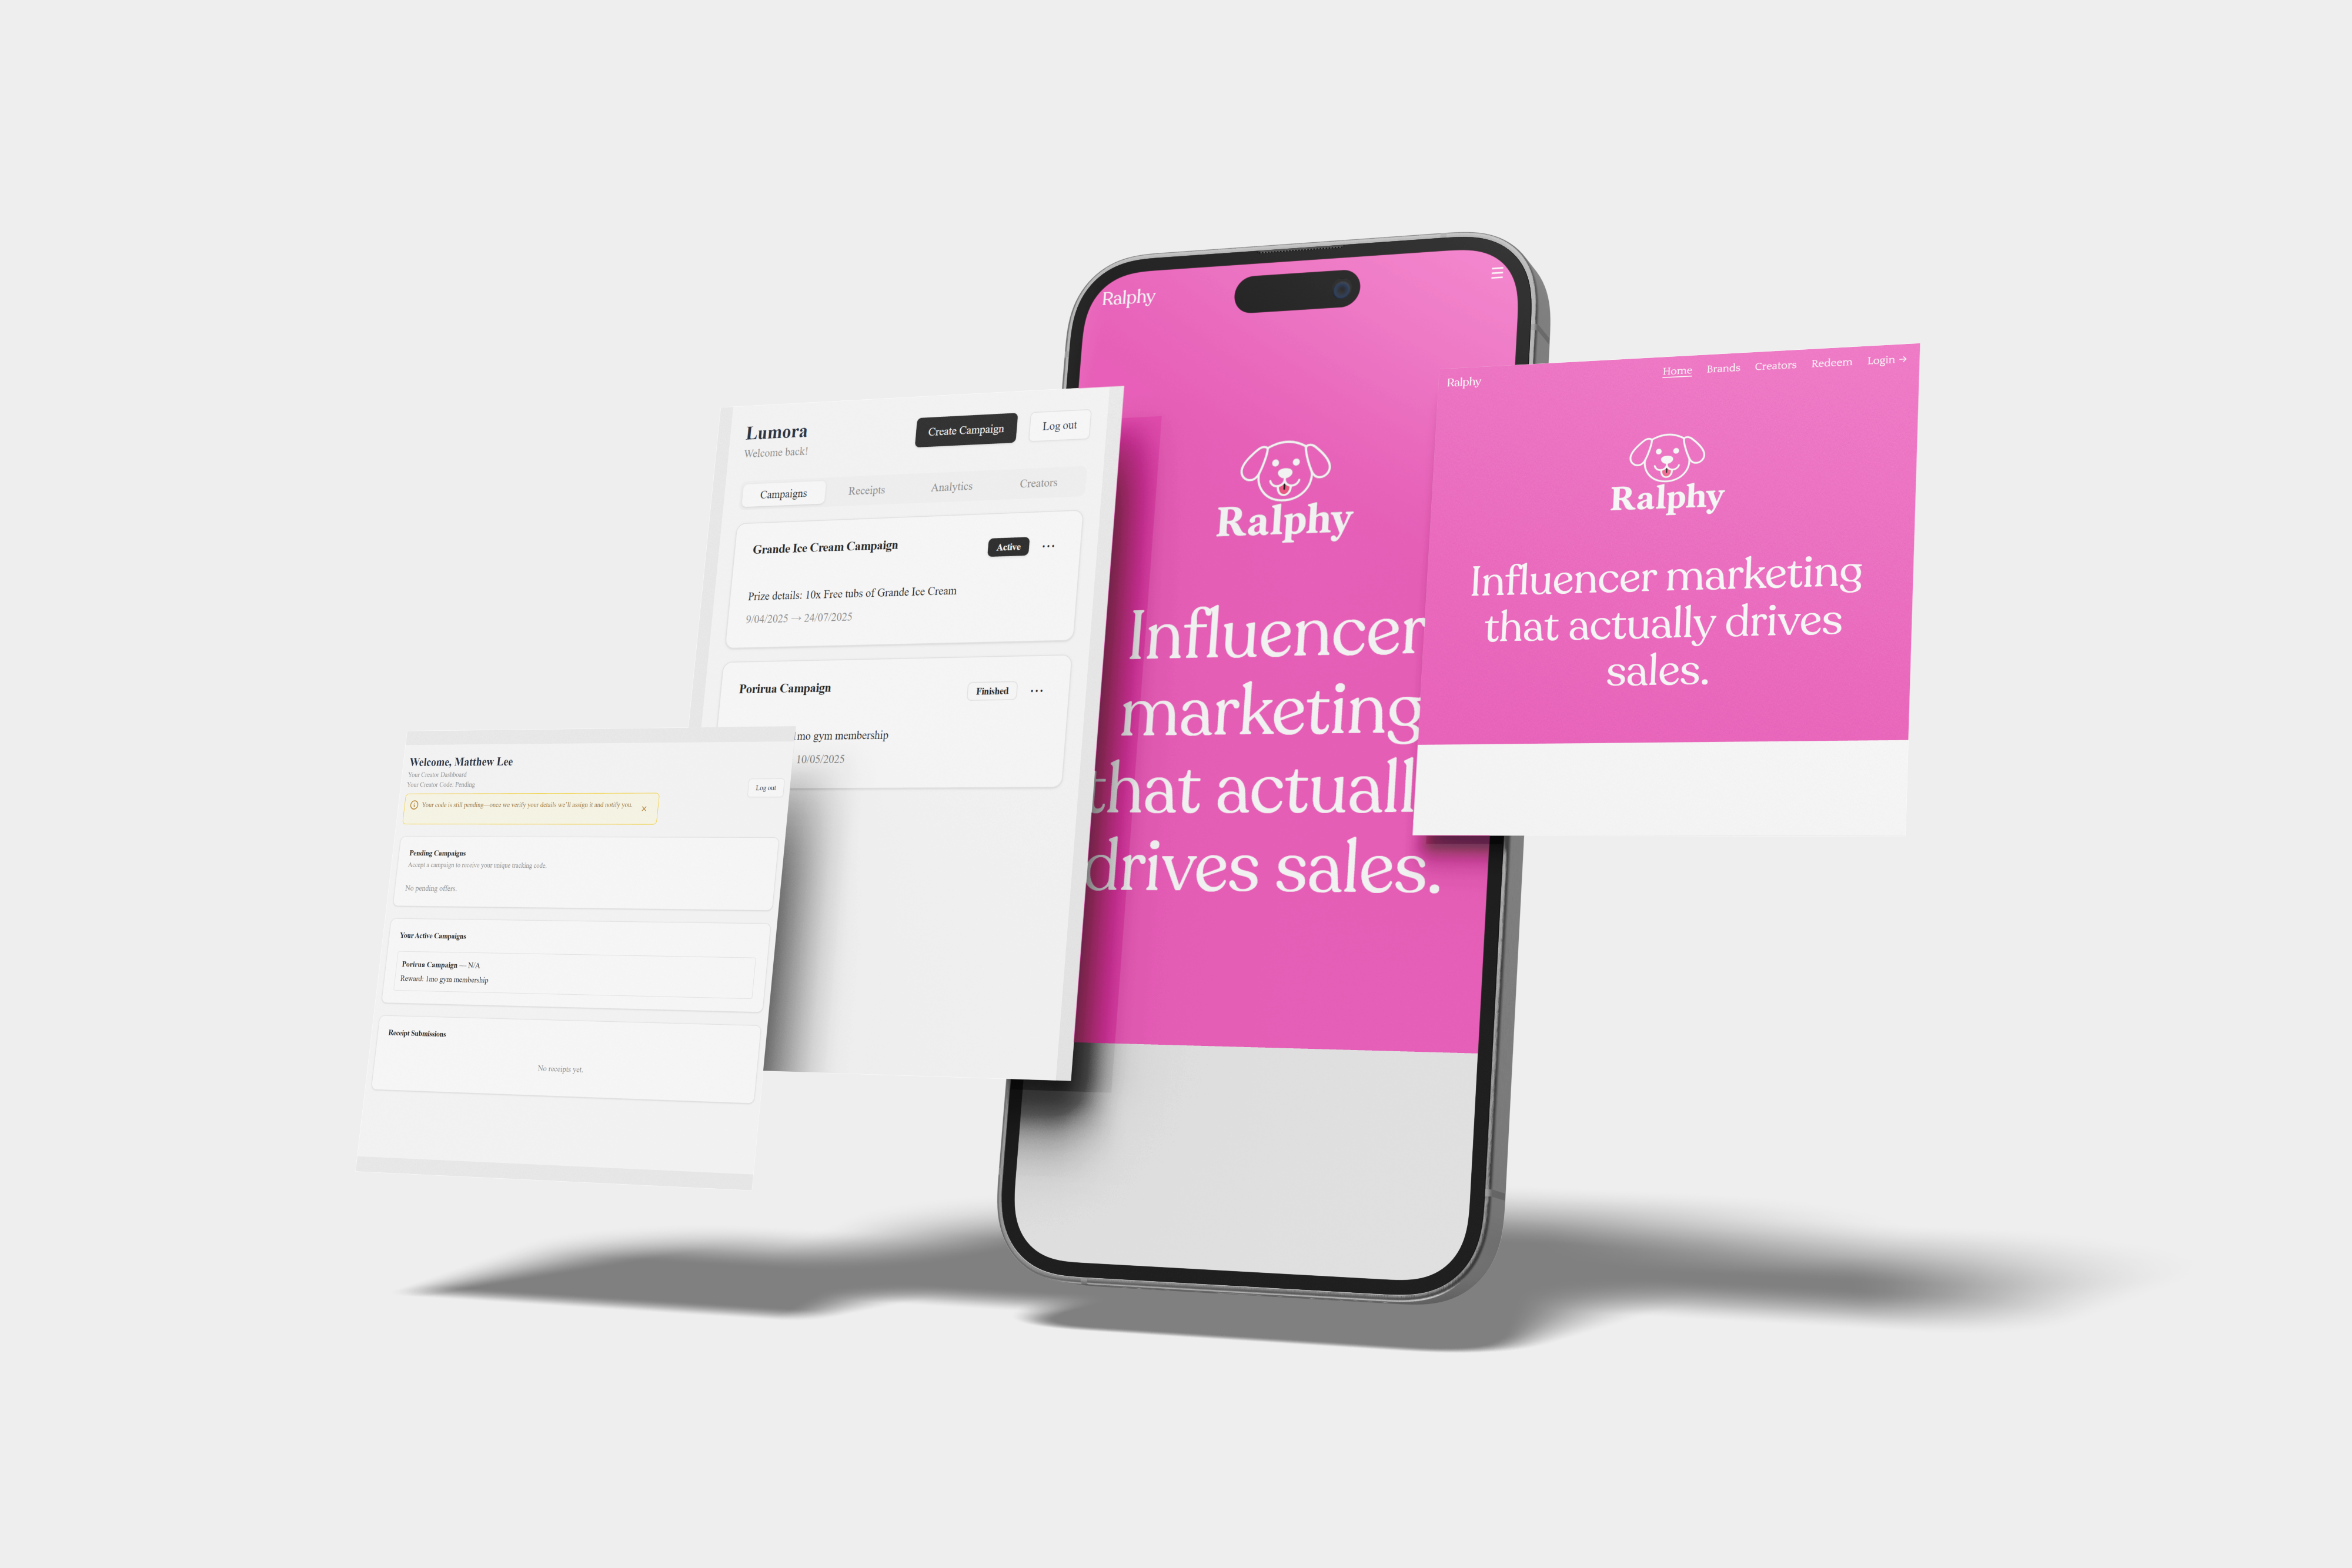 Ralphy
Ralphy
Influencer
marketing
that actuall
drives sales.
Ralphy
Home Brands Creators Redeem Login →
Ralphy
Influencer marketing
that actually drives
sales.
Lumora
Welcome back!
Create Campaign
Log out
Campaigns Receipts Analytics Creators
Grande Ice Cream Campaign
Active ...
Prize details: 10x Free tubs of Grande Ice Cream
9/04/2025 → 24/07/2025
Porirua Campaign
Finished ...
1mo gym membership
10/05/2025
Welcome, Matthew Lee
Your Creator Dashboard
Your Creator Code: Pending
Log out
Your code is still pending—once we verify your details we'll assign it and notify you. ×
Pending Campaigns
Accept a campaign to receive your unique tracking code.
No pending offers.
Your Active Campaigns
Porirua Campaign — N/A
Reward: 1mo gym membership
Receipt Submissions
No receipts yet.